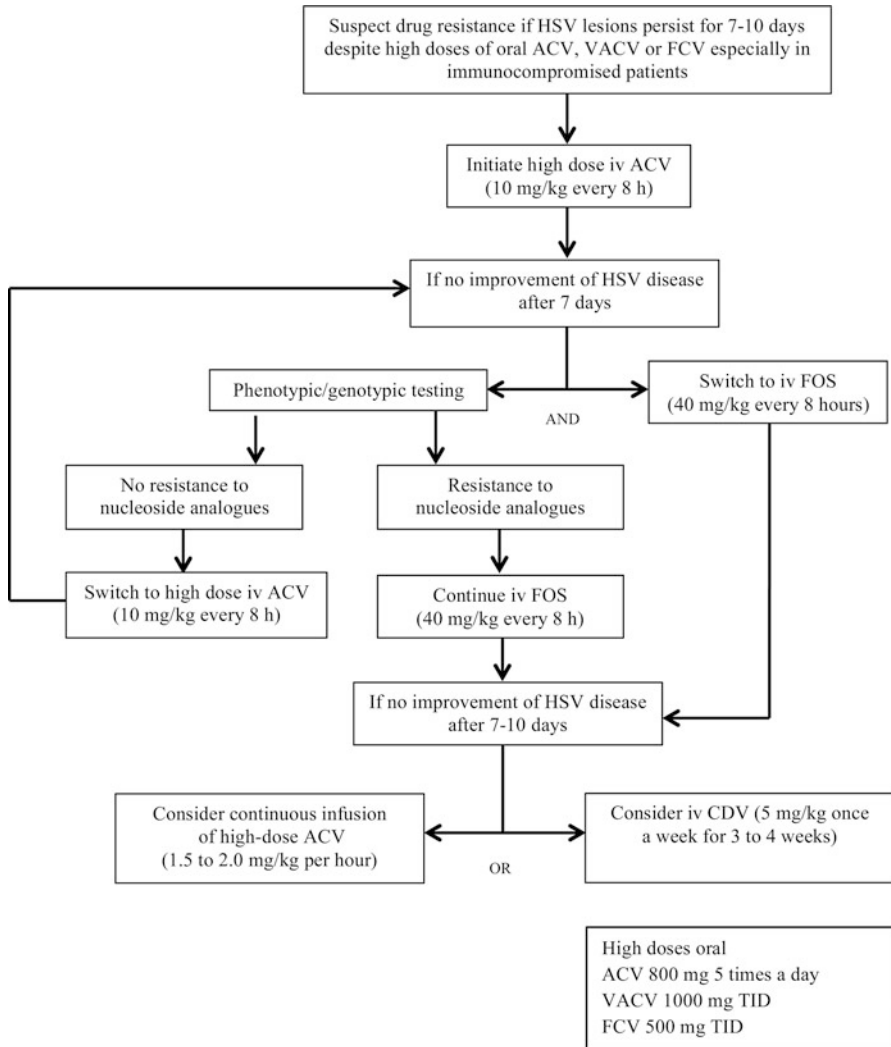 Suspect drug resistance if HSV lesions persist for 7-10 days
despite high doses of oral ACV, VACV or FCV especially in
immunocompromised patients
Initiate high dose iv ACV
(10 mg/kg every 8 h)
If no improvement of HSV disease
after 7 days
Phenotypic/genotypic testing
AND
Switch to iv FOS
(40 mg/kg every 8 hours)
No resistance to
nucleoside analogues
Resistance to
nucleoside analogues
Switch to high dose iv ACV
(10 mg/kg every 8 h)
Continue iv FOS
(40 mg/kg every 8 h)
If no improvement of HSV disease
after 7-10 days
Consider continuous infusion
of high-dose ACV
(1.5 to 2.0 mg/kg per hour)
OR
Consider iv CDV (5 mg/kg once
a week for 3 to 4 weeks)
High doses oral
ACV 800 mg 5 times a day
VACV 1000 mg TID
FCV 500 mg TID